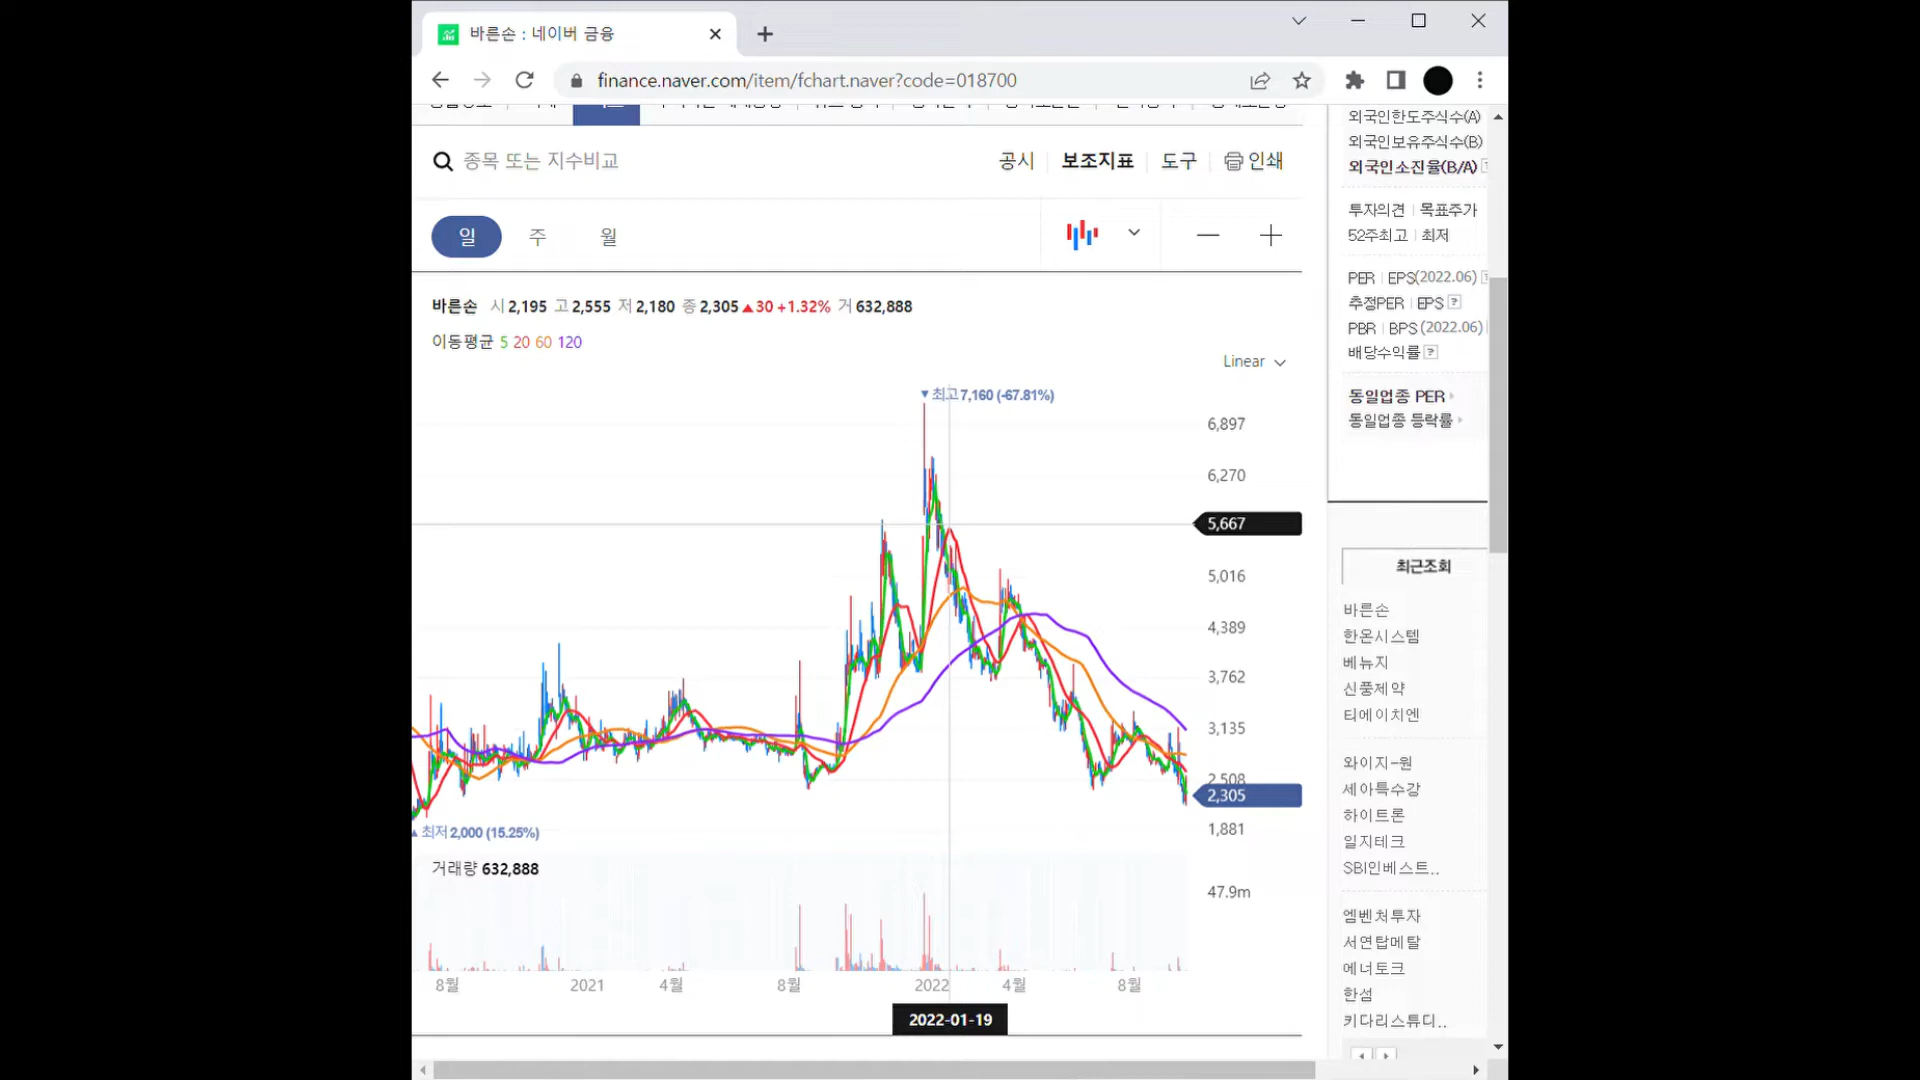 바른손 : 네이버 금융
finance.naver.com/item/fchart.naver?code=018700
종목 또는 지수비교
공시 보조지표 도구 인쇄
일 주 월
바른손 시 2,195 고 2,555 저 2,180 종 2,305 ▲30 +1.32% 거 632,888
이동평균 5 20 60 120
Linear
▼최고 7,160 (-67.81%)
6,897
6,270
5,667
5,016
4,389
3,762
3,135
2,508
2,305
1,881
▲최저 2,000 (15.25%)
거래량 632,888
47.9m
8월 2021 4월 8월 2022 4월 8월
2022-01-19
외국인한도주식수(A)
외국인보유주식수(B)
외국인소진율(B/A)
투자의견 | 목표주가
52주최고 | 최저
PER | EPS(2022.06)
추정PER | EPS ?
PBR | BPS (2022.06)
배당수익률 ?
동일업종 PER
동일업종 등락률
최근조회
바른손
한온시스템
베뉴지
신풍제약
티에이치엔
와이지-원
세아특수강
하이트론
일지테크
SBI인베스트..
엠벤처투자
서연탑메탈
에너토크
한섬
키다리스튜디..